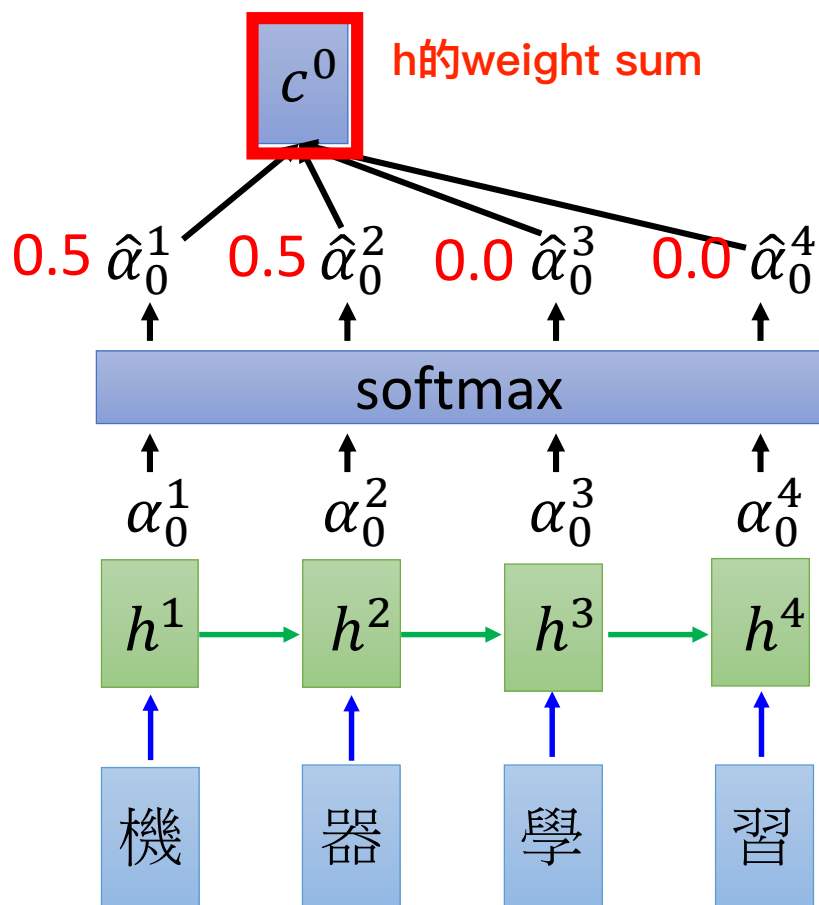 c⁰ h的weight sum
0.5 α̂₀¹ 0.5 α̂₀² 0.0 α̂₀³ 0.0 α̂₀⁴
softmax
α₀¹ α₀² α₀³ α₀⁴
h¹ h² h³ h⁴
機 器 學 習